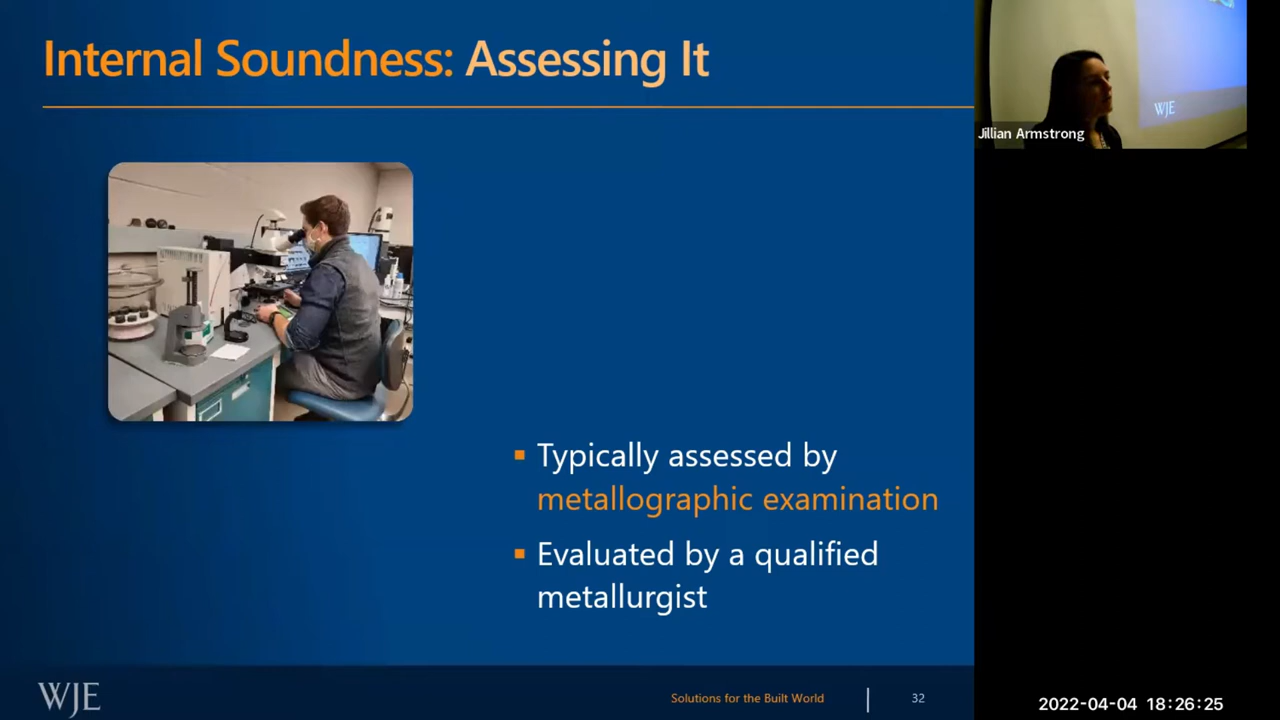 Internal Soundness: Assessing It
WJE
Jillian Armstrong
▪ Typically assessed by
metallographic examination
▪ Evaluated by a qualified
metallurgist
WJE
Solutions for the Built World | 32
2022-04-04 18:26:25